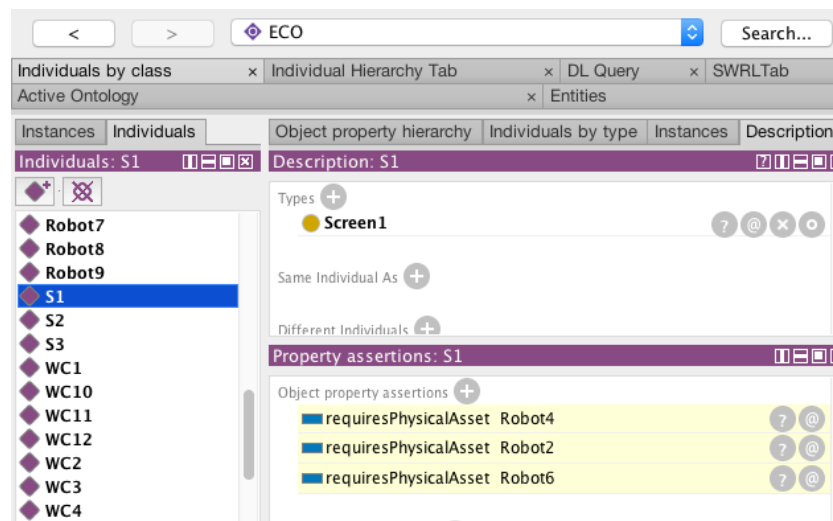 < > ECO Search...
Individuals by class × Individual Hierarchy Tab × DL Query × SWRLTab
Active Ontology × Entities
Instances Individuals
Individuals: S1
Robot7
Robot8
Robot9
S1
S2
S3
WC1
WC10
WC11
WC12
WC2
WC3
WC4
Object property hierarchy Individuals by type Instances Description
Description: S1
Types +
Screen1
Same Individual As +
Different Individuals +
Property assertions: S1
Object property assertions +
requiresPhysicalAsset Robot4
requiresPhysicalAsset Robot2
requiresPhysicalAsset Robot6